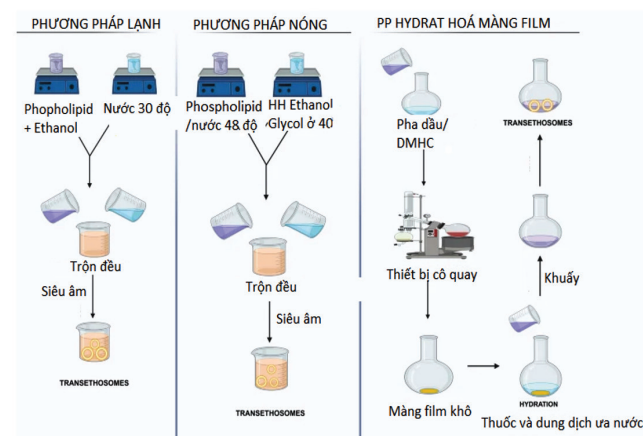 PHƯƠNG PHÁP LẠNH
Phopholipid
+ Ethanol
Nước 30 độ
Trộn đều
Siêu âm
TRANSETHOSOMES
PHƯƠNG PHÁP NÓNG
Phospholipid
/nước 48 độ
HH Ethanol
/Glycol ở 40
Trộn đều
Siêu âm
TRANSETHOSOMES
PP HYDRAT HOÁ MÀNG FILM
Pha dầu/
DMHC
Thiết bị cô quay
Màng film khô
HYDRATION
Thuốc và dung dịch ưa nước
Khuấy
TRANSETHOSOMES